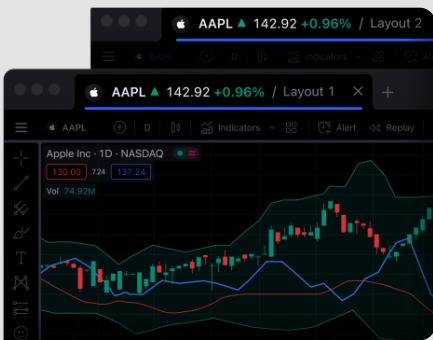 AAPL ▲ 142.92 +0.96% / Layout 2
AAPL D Indicators
AAPL ▲ 142.92 +0.96% / Layout 1 × +
AAPL D Indicators Alert Replay
Apple Inc · 1D · NASDAQ
130.00 7.24 137.24
Vol 74.92M